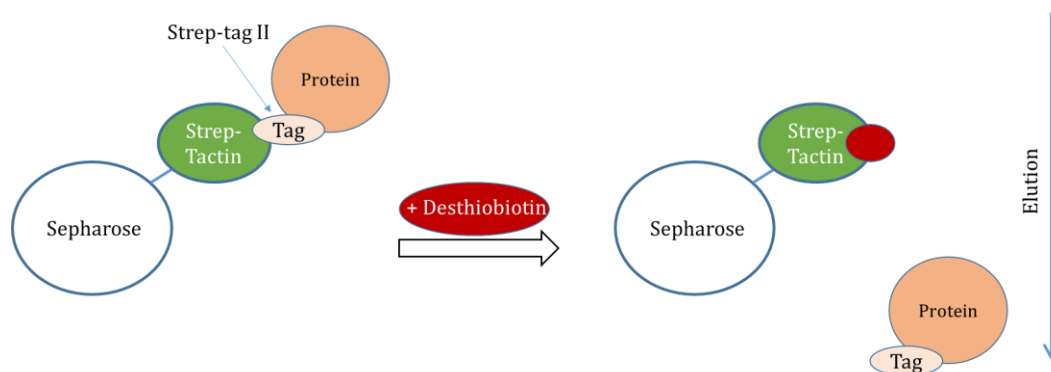 Strep-tag II
Protein
Strep-
Tactin
Tag
Sepharose
+ Desthiobiotin
Strep-
Tactin
Sepharose
Protein
Tag
Elution